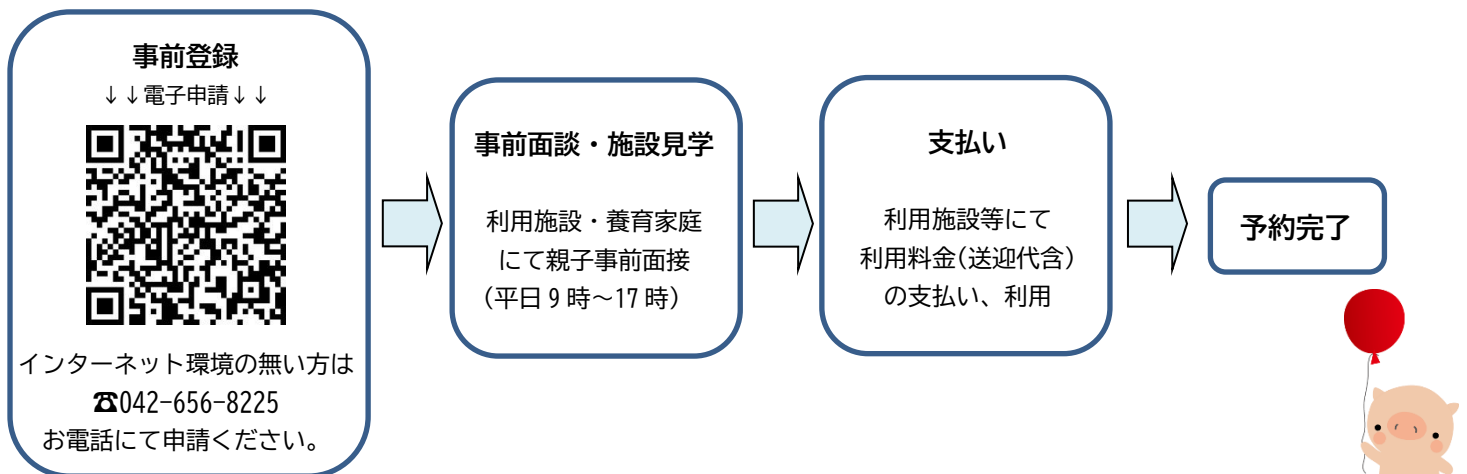 事前登録
↓↓電子申請↓↓
インターネット環境の無い方は
☎042-656-8225
お電話にて申請ください。
事前面談・施設見学
利用施設・養育家庭
にて親子事前面接
(平日9時～17時)
支払い
利用施設等にて
利用料金(送迎代含)
の支払い、利用
予約完了